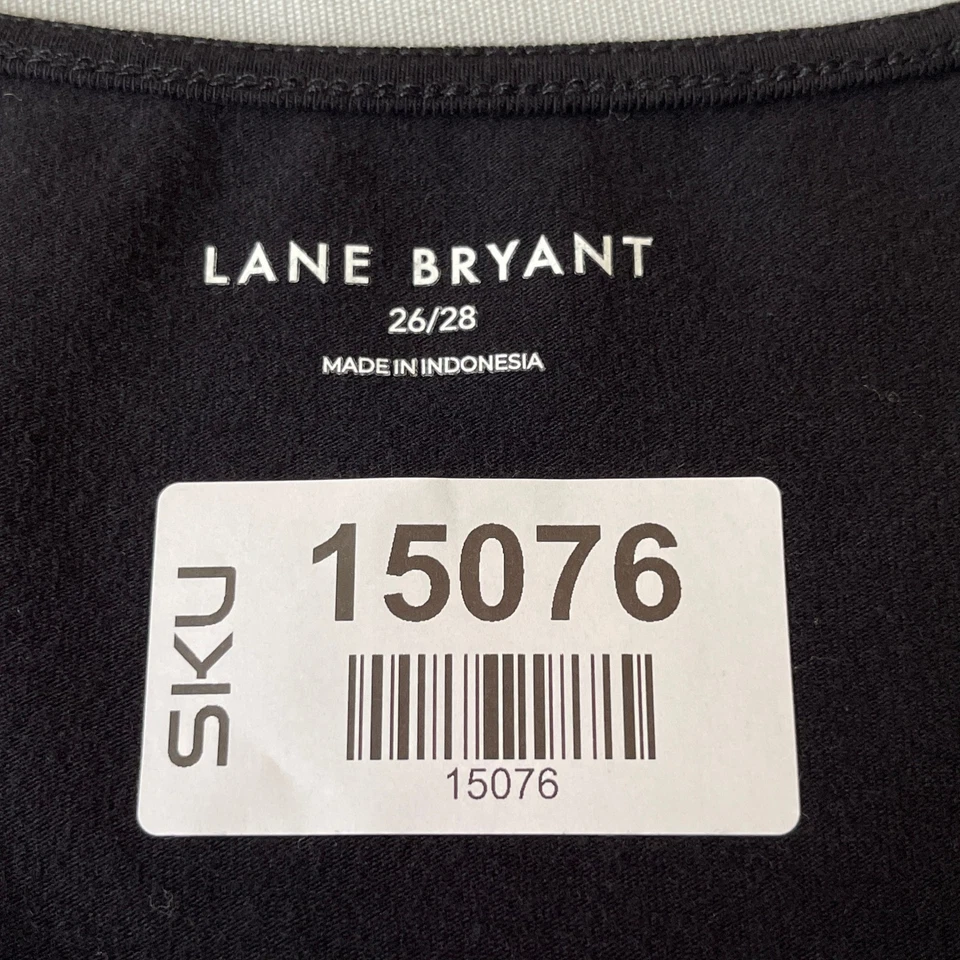 LANE BRYANT
26/28
MADE IN INDONESIA
SKU
15076
15076